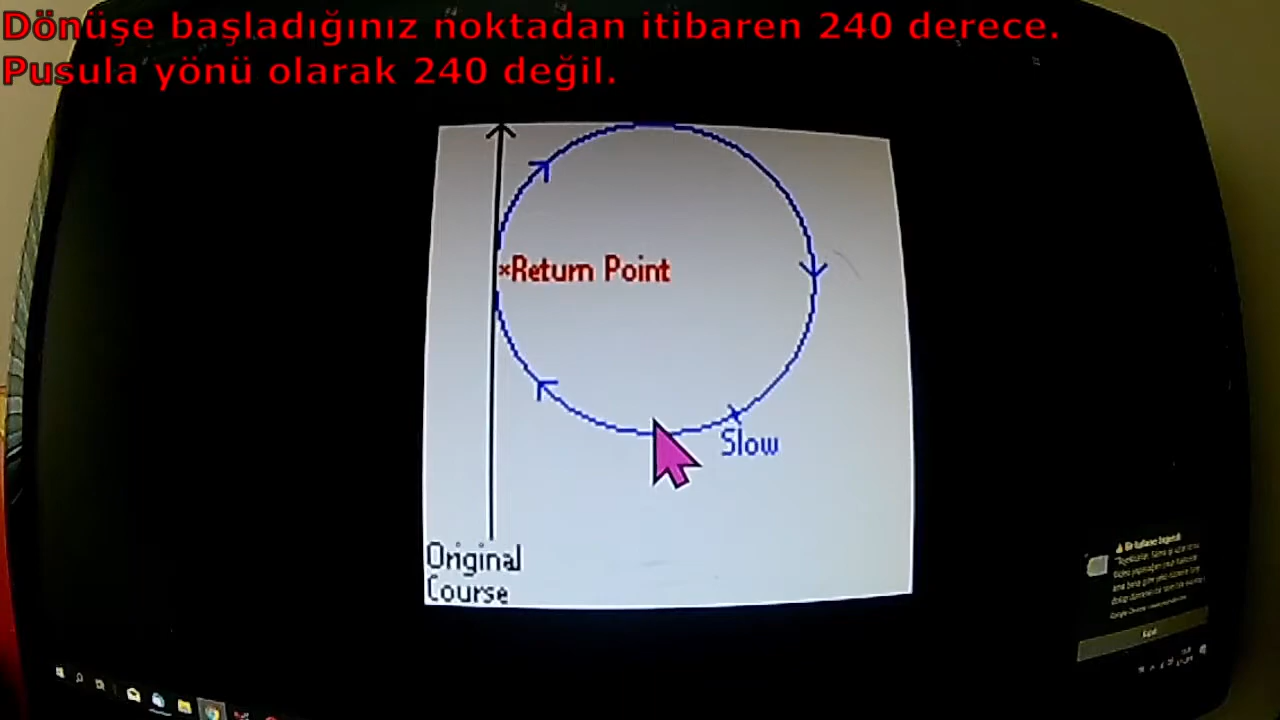 Dönüşe başladığınız noktadan itibaren 240 derece.
Pusula yönü olarak 240 değil.
×Return Point
Slow
Original
Course